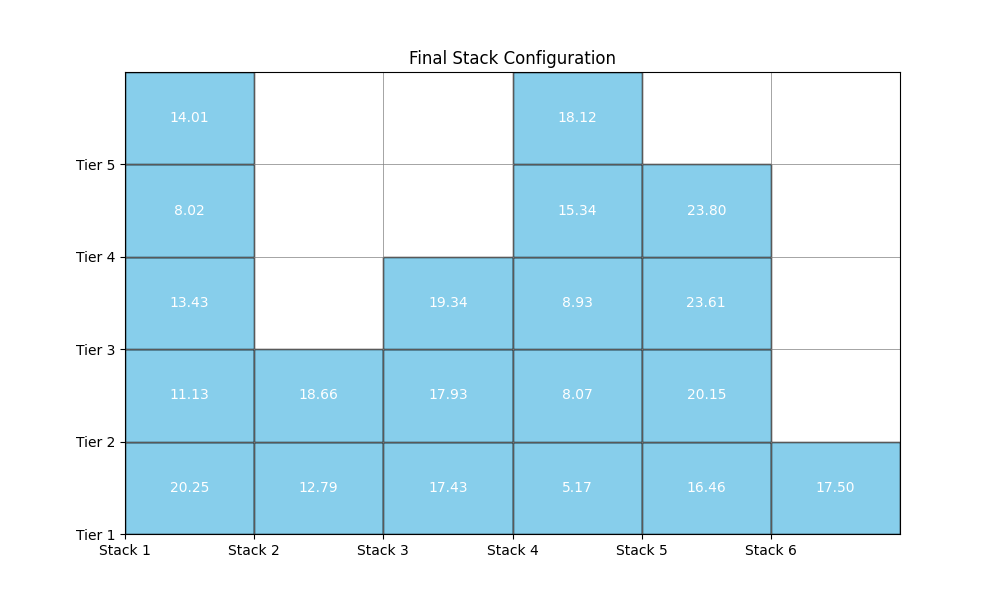 Final Stack Configuration
14.01 18.12
Tier 5
8.02 15.34 23.80
Tier 4
13.43 19.34 8.93 23.61
Tier 3
11.13 18.66 17.93 8.07 20.15
Tier 2
20.25 12.79 17.43 5.17 16.46 17.50
Tier 1
Stack 1 Stack 2 Stack 3 Stack 4 Stack 5 Stack 6